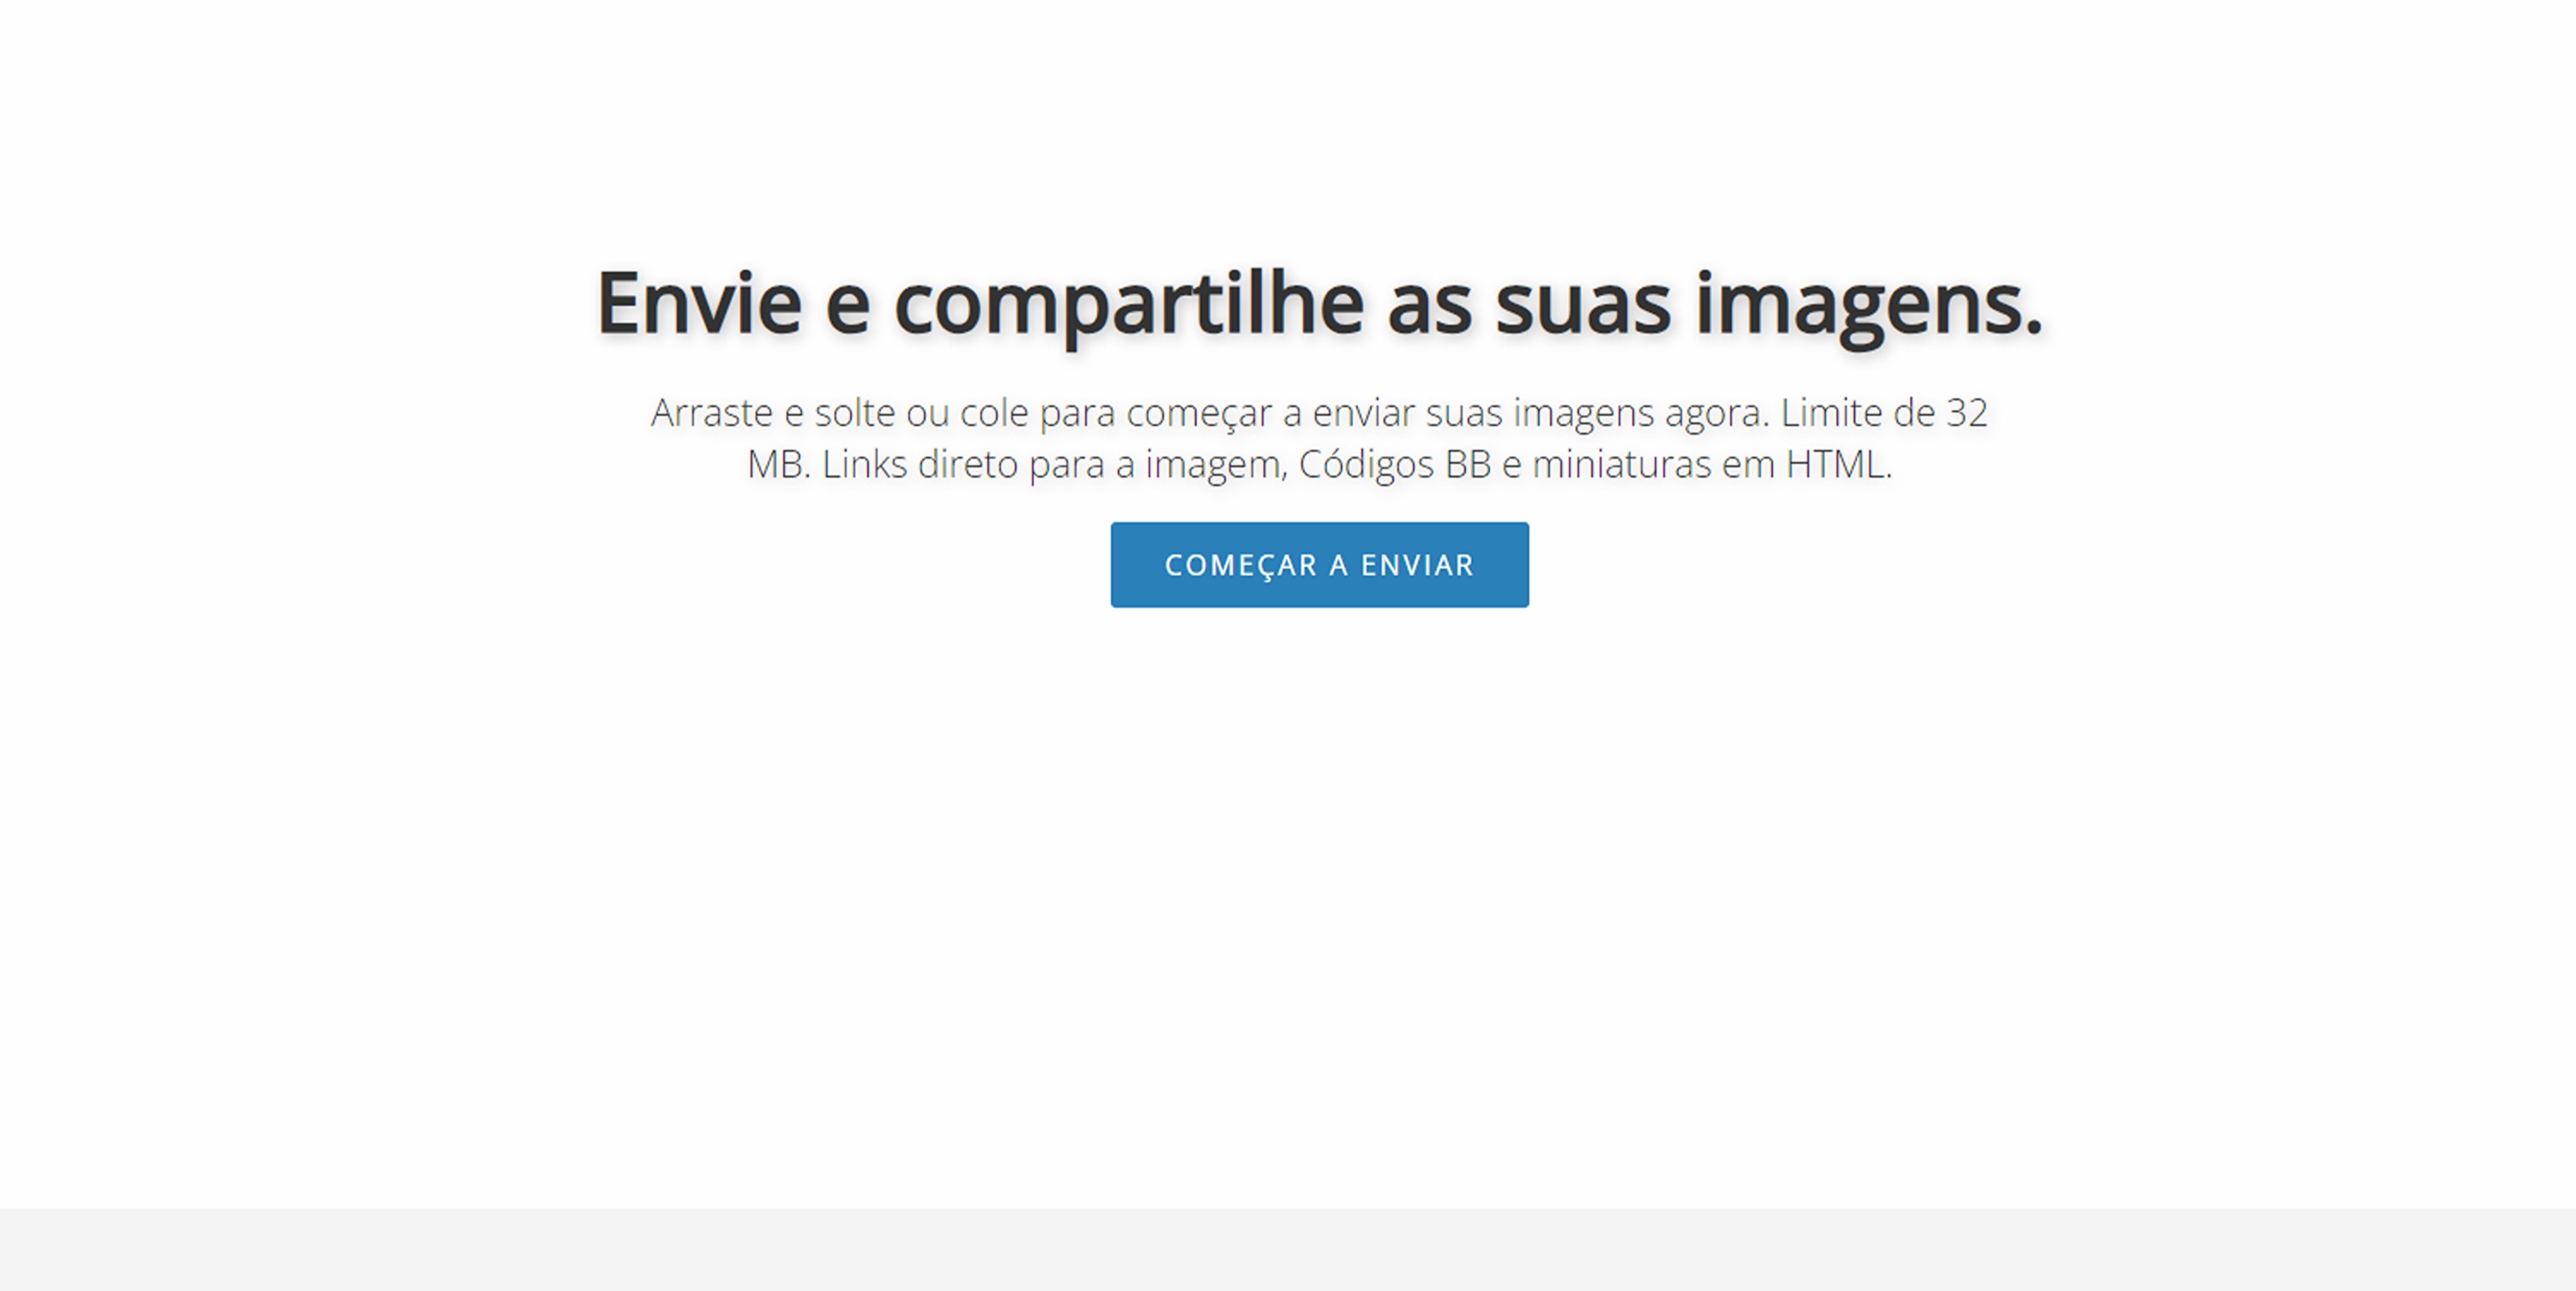 Envie e compartilhe as suas imagens.
Arraste e solte ou cole para começar a enviar suas imagens agora. Limite de 32
MB. Links direto para a imagem, Códigos BB e miniaturas em HTML.
COMEÇAR A ENVIAR